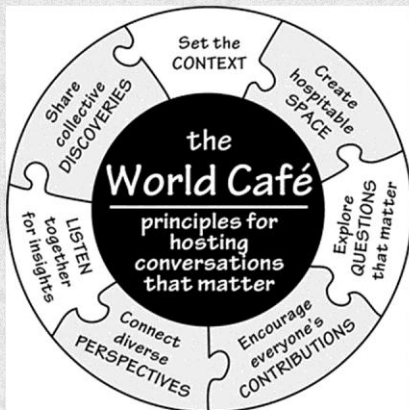 the
World Café
principles for
hosting
conversations
that matter
Set the
CONTEXT
Create
hospitable
SPACE
Explore
QUESTIONS
that matter
Encourage
everyone's
CONTRIBUTIONS
Connect
diverse
PERSPECTIVES
LISTEN
together
for insights
Share
collective
DISCOVERIES